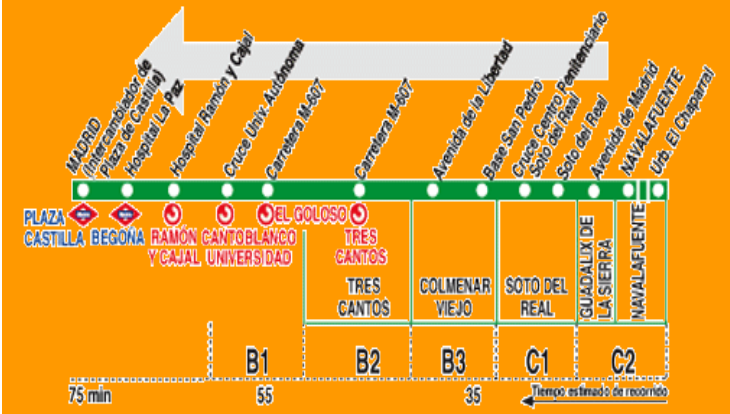 MADRID
(Intercambiador de
Plaza de Castilla)
Hospital La Paz
Hospital Ramón y Cajal
Cruce Univ. Autónoma
Carretera M-607
Carretera M-607
Avenida de la Libertad
Base San Pedro
Cruce Centro Penitenciario
Soto del Real
Soto del Real
Avenida de Madrid
NAVALAFUENTE
Urb. El Chaparral
PLAZA
CASTILLA
BEGOÑA
RAMÓN
Y CAJAL
CANTOBLANCO
UNIVERSIDAD
EL GOLOSO
TRES
CANTOS
TRES
CANTOS
COLMENAR
VIEJO
SOTO DEL
REAL
GUADALIX DE
LA SIERRA
NAVALAFUENTE
B1
B2
B3
C1
C2
75 min
55
35
Tiempo estimado de recorrido